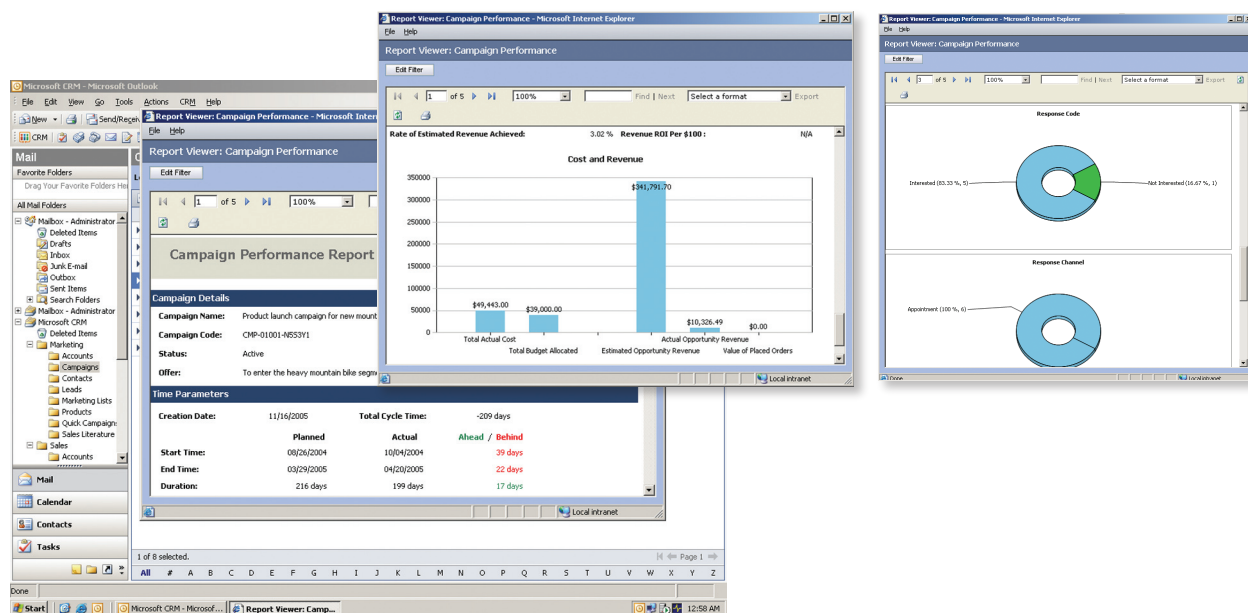 Microsoft CRM - Microsoft Outlook
File Edit View Go Tools Actions CRM Help
New Send/Receiv
CRM
Mail
Favorite Folders
Drag Your Favorite Folders He
All Mail Folders
Mailbox - Administrator
Deleted Items
Drafts
Inbox
Junk E-mail
Outbox
Sent Items
Search Folders
Mailbox - Administrator
Microsoft CRM
Deleted Items
Marketing
Accounts
Campaigns
Contacts
Leads
Marketing Lists
Products
Quick Campaign
Sales Literature
Sales
Accounts
Mail
Calendar
Contacts
Tasks
1 of 8 selected.
Page 1
All # A B C D E F G H I J K L M N O P Q R S T U V W X Y Z
Done
Start
Microsoft CRM - Microsof...
Report Viewer: Camp...
12:58 AM
Report Viewer: Campaign Performance - Microsoft Inter
File Help
Report Viewer: Campaign Performance
Edit Filter
1 of 5 100%
Campaign Performance Report
Campaign Details
Campaign Name: Product launch campaign for new mount
Campaign Code: CMP-01001-N553Y1
Status: Active
Offer: To enter the heavy mountain bike segm
Time Parameters
Creation Date: 11/16/2005 Total Cycle Time: -209 days
Planned Actual Ahead / Behind
Start Time: 08/26/2004 10/04/2004 39 days
End Time: 03/29/2005 04/20/2005 22 days
Duration: 216 days 199 days 17 days
Local intranet
Report Viewer: Campaign Performance - Microsoft Internet Explorer
File Help
Report Viewer: Campaign Performance
Edit Filter
1 of 5 100% Find | Next Select a format Export
Rate of Estimated Revenue Achieved: 3.02 % Revenue ROI Per $100 : N/A
Cost and Revenue
350000
300000
250000
200000
150000
100000
50000
0
$49,443.00
$39,000.00
$341,791.70
$10,326.49
$0.00
Total Actual Cost Actual Opportunity Revenue
Total Budget Allocated Estimated Opportunity Revenue Value of Placed Orders
Local intranet
Report Viewer: Campaign Performance - Microsoft Internet Explorer
File Help
Report Viewer: Campaign Performance
Edit Filter
3 of 5 100% Find | Next Select a format Export
Response Code
Interested (83.33 %, 5) Not Interested (16.67 %, 1)
Response Channel
Appointment (100 %, 6)
Done Local intranet